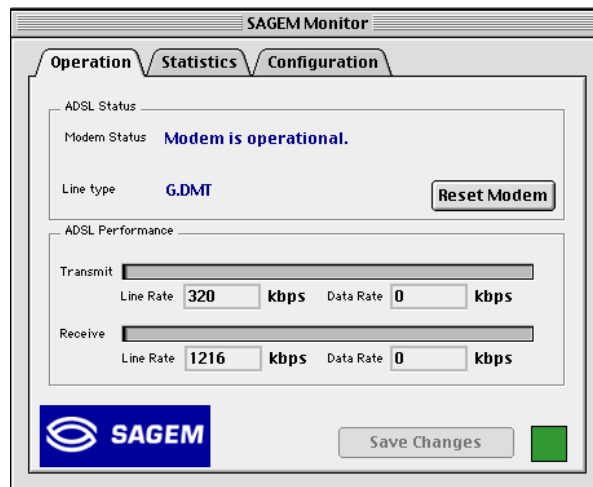 SAGEM Monitor
Operation Statistics Configuration
ADSL Status
Modem Status Modem is operational.
Line type G.DMT Reset Modem
ADSL Performance
Transmit
Line Rate 320 kbps Data Rate 0 kbps
Receive
Line Rate 1216 kbps Data Rate 0 kbps
SAGEM Save Changes